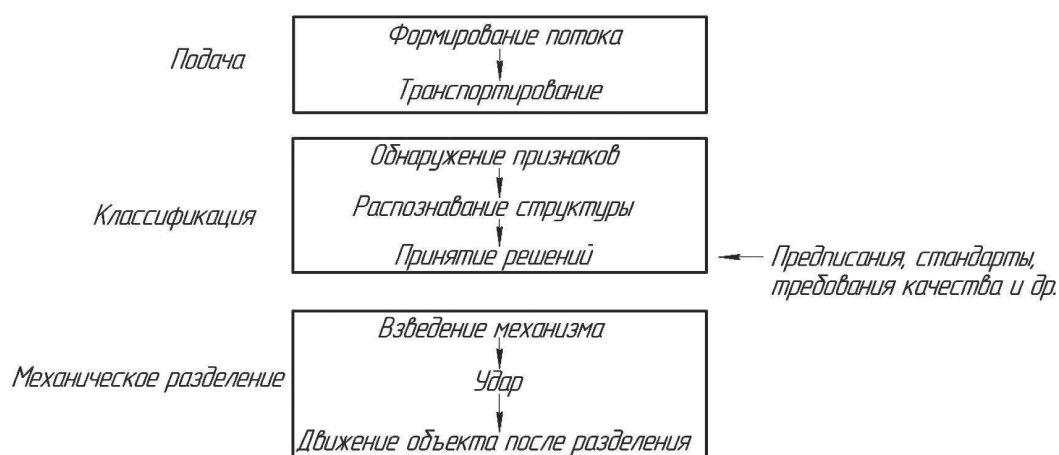 Подача
Формирование потока
Транспортирование
Классификация
Обнаружение признаков
Распознавание структуры
Принятие решений
Предписания, стандарты,
требования качества и др.
Механическое разделение
Взведение механизма
Удар
Движение объекта после разделения